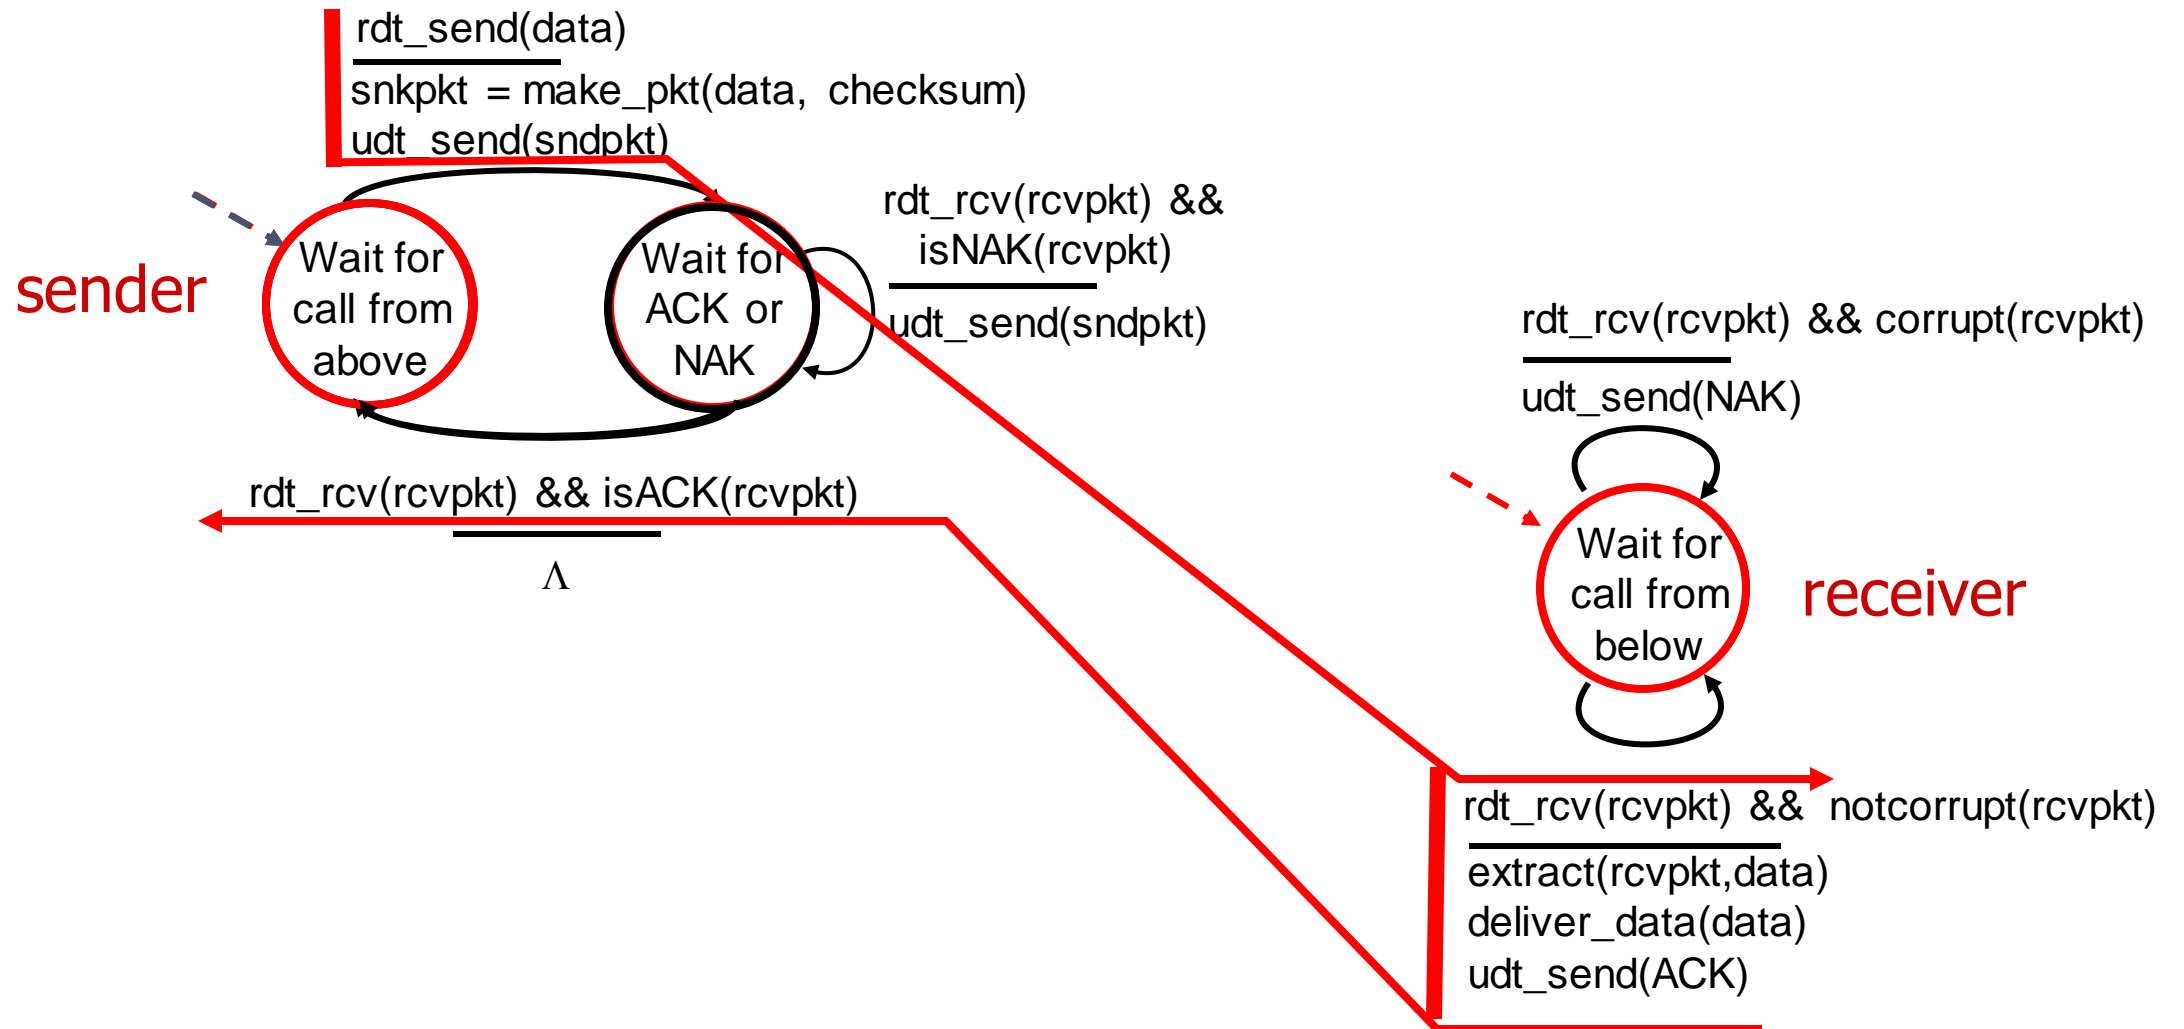 rdt_send(data)
snkpkt = make_pkt(data, checksum)
udt_send(sndpkt)
sender
Wait for
call from
above
Wait for
ACK or
NAK
rdt_rcv(rcvpkt) &&
isNAK(rcvpkt)
udt_send(sndpkt)
rdt_rcv(rcvpkt) && isACK(rcvpkt)
Λ
rdt_rcv(rcvpkt) && corrupt(rcvpkt)
udt_send(NAK)
Wait for
call from
below
receiver
rdt_rcv(rcvpkt) && notcorrupt(rcvpkt)
extract(rcvpkt,data)
deliver_data(data)
udt_send(ACK)